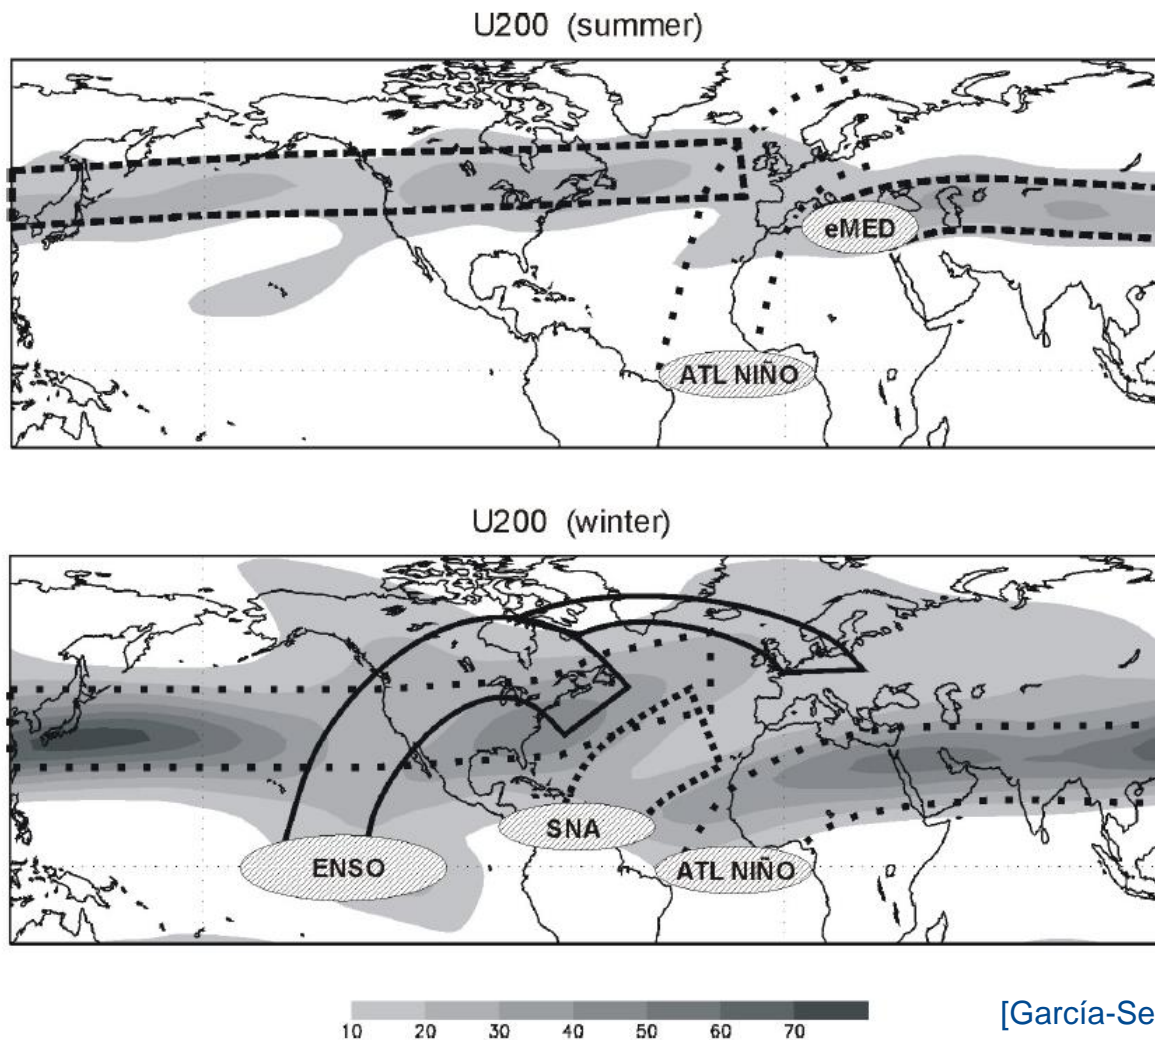 U200 (summer)
eMED
ATL NIÑO
U200 (winter)
SNA
ENSO
ATL NIÑO
10 20 30 40 50 60 70
[García-Se